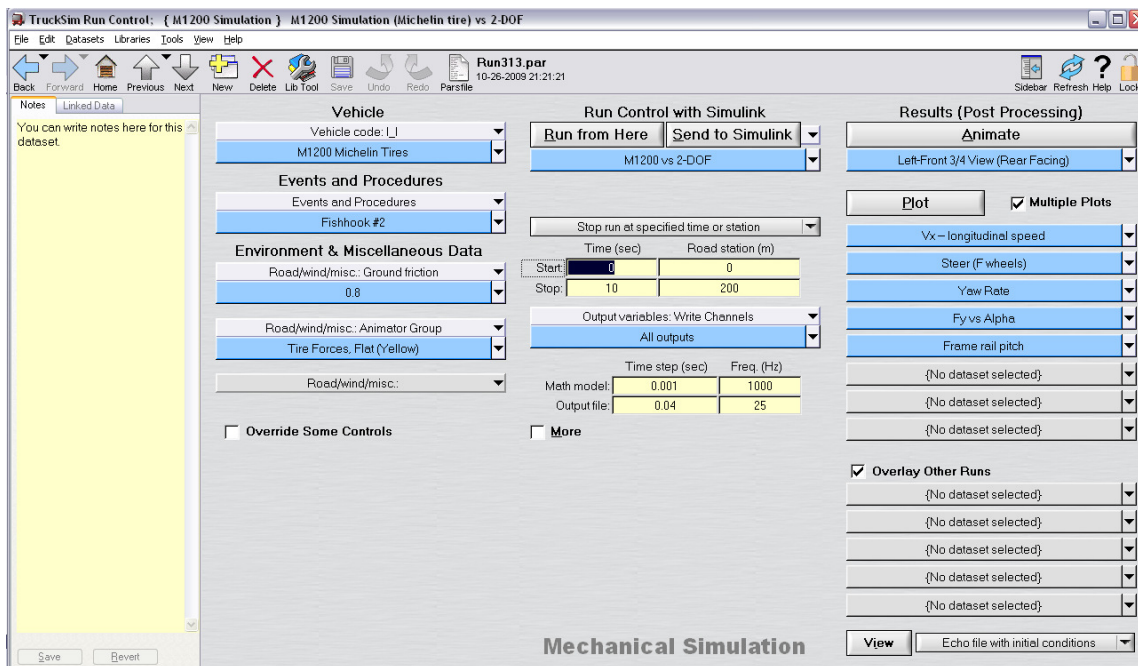 TruckSim Run Control; { M1200 Simulation } M1200 Simulation (Michelin tire) vs 2-DOF
File Edit Datasets Libraries Tools View Help
Back Forward Home Previous Next New Delete Lib Tool Save Undo Redo Parsfile
Run313.par
10-26-2009 21:21:21
Sidebar Refresh Help Lock
Notes Linked Data
You can write notes here for this
dataset.
Save Revert
Vehicle
Vehicle code: I_I
M1200 Michelin Tires
Events and Procedures
Events and Procedures
Fishhook #2
Environment & Miscellaneous Data
Road/wind/misc.: Ground friction
0.8
Road/wind/misc.: Animator Group
Tire Forces, Flat (Yellow)
Road/wind/misc.:
Override Some Controls
Run Control with Simulink
Run from Here Send to Simulink
M1200 vs 2-DOF
Stop run at specified time or station
Time (sec) Road station (m)
Start: 0 0
Stop: 10 200
Output variables: Write Channels
All outputs
Time step (sec) Freq. (Hz)
Math model: 0.001 1000
Output file: 0.04 25
More
Results (Post Processing)
Animate
Left-Front 3/4 View (Rear Facing)
Plot Multiple Plots
Vx – longitudinal speed
Steer (F wheels)
Yaw Rate
Fy vs Alpha
Frame rail pitch
{No dataset selected}
{No dataset selected}
{No dataset selected}
Overlay Other Runs
{No dataset selected}
{No dataset selected}
{No dataset selected}
{No dataset selected}
{No dataset selected}
View Echo file with initial conditions
Mechanical Simulation